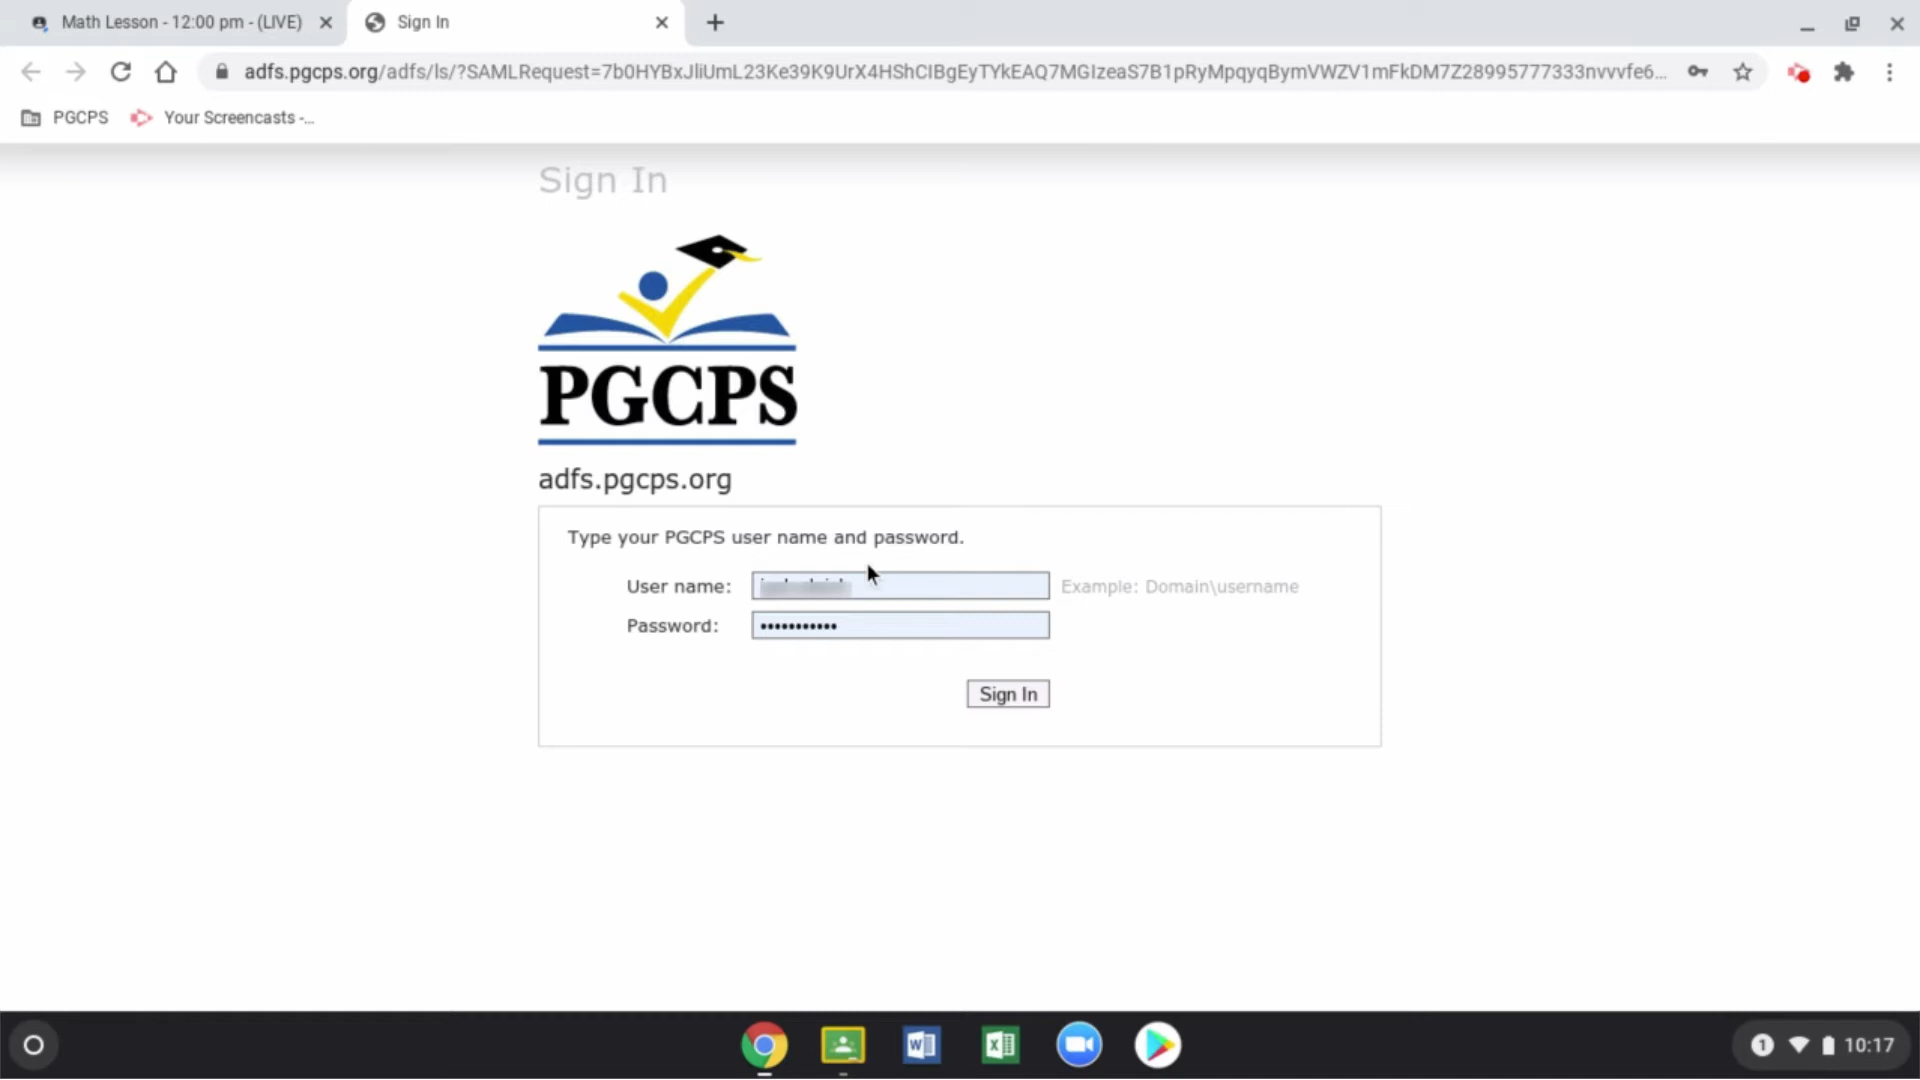 Math Lesson - 12:00 pm - (LIVE)
Sign In
adfs.pgcps.org/adfs/ls/?SAMLRequest=7b0HYBxJliUmL23Ke39K9UrX4HShCIBgEyTYkEAQ7MGIzeaS7B1pRyMpqyqBymVWZV1mFkDM7Z28995777333nvvvfe6...
PGCPS
Your Screencasts -...
Sign In
PGCPS
adfs.pgcps.org
Type your PGCPS user name and password.
User name:
Example: Domain\username
Password:
•••••••••••
Sign In
W
X
1
10:17